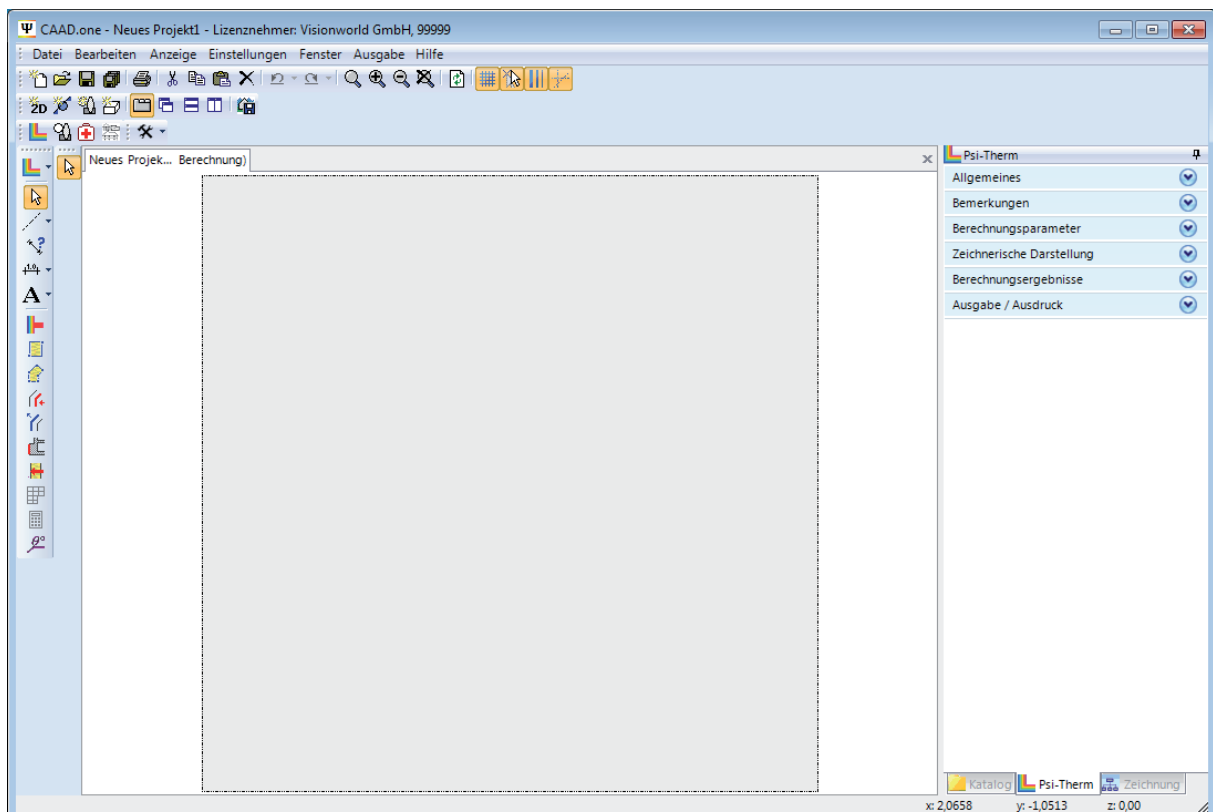 Ψ CAAD.one - Neues Projekt1 - Lizenznehmer: Visionworld GmbH, 99999
Datei Bearbeiten Anzeige Einstellungen Fenster Ausgabe Hilfe
2D
Neues Projek... Berechnung)
Psi-Therm
Allgemeines
Bemerkungen
Berechnungsparameter
Zeichnerische Darstellung
Berechnungsergebnisse
Ausgabe / Ausdruck
?
1.0
A
θ°
Katalog Psi-Therm Zeichnung
x: 2,0658 y: -1,0513 z: 0,00